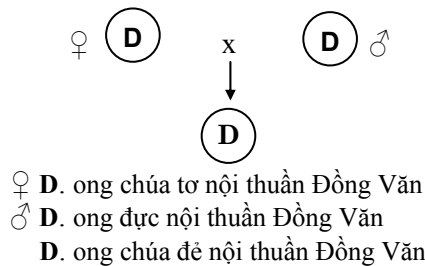 ♀ D x D ♂
D
♀ D. ong chúa tơ nội thuần Đồng Văn
♂ D. ong đực nội thuần Đồng Văn
D. ong chúa đẻ nội thuần Đồng Văn